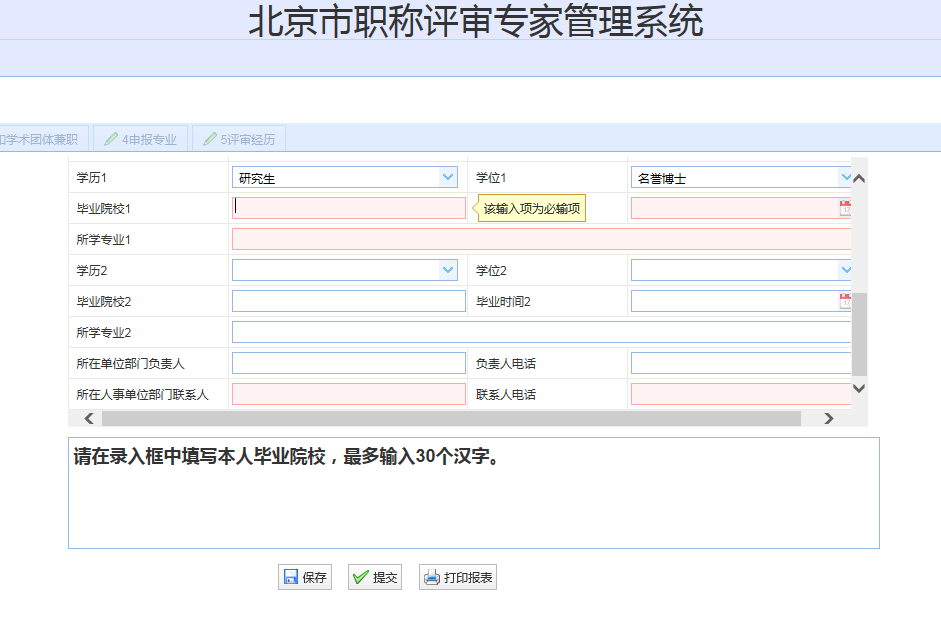 北京市职称评审专家管理系统
和学术团体兼职 4申报专业 5评审经历
学历1 研究生 学位1 名誉博士
毕业院校1 该输入项为必输项
所学专业1
学历2 学位2
毕业院校2 毕业时间2
所学专业2
所在单位部门负责人 负责人电话
所在人事单位部门联系人 联系人电话
请在录入框中填写本人毕业院校，最多输入30个汉字。
保存 提交 打印报表